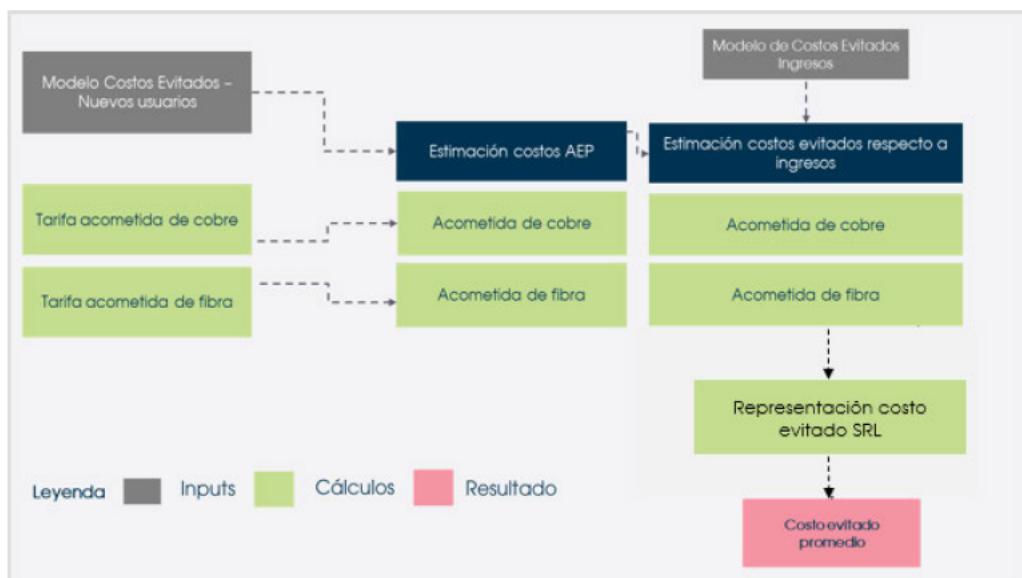 Modelo de Costos Evitados
Ingresos
Modelo Costos Evitados –
Nuevos usuarios
Estimación costos AEP
Estimación costos evitados respecto a
ingresos
Tarifa acometida de cobre
Acometida de cobre
Acometida de cobre
Tarifa acometida de fibra
Acometida de fibra
Acometida de fibra
Representación costo
evitado SRL
Leyenda
Inputs
Cálculos
Resultado
Costo evitado
promedio